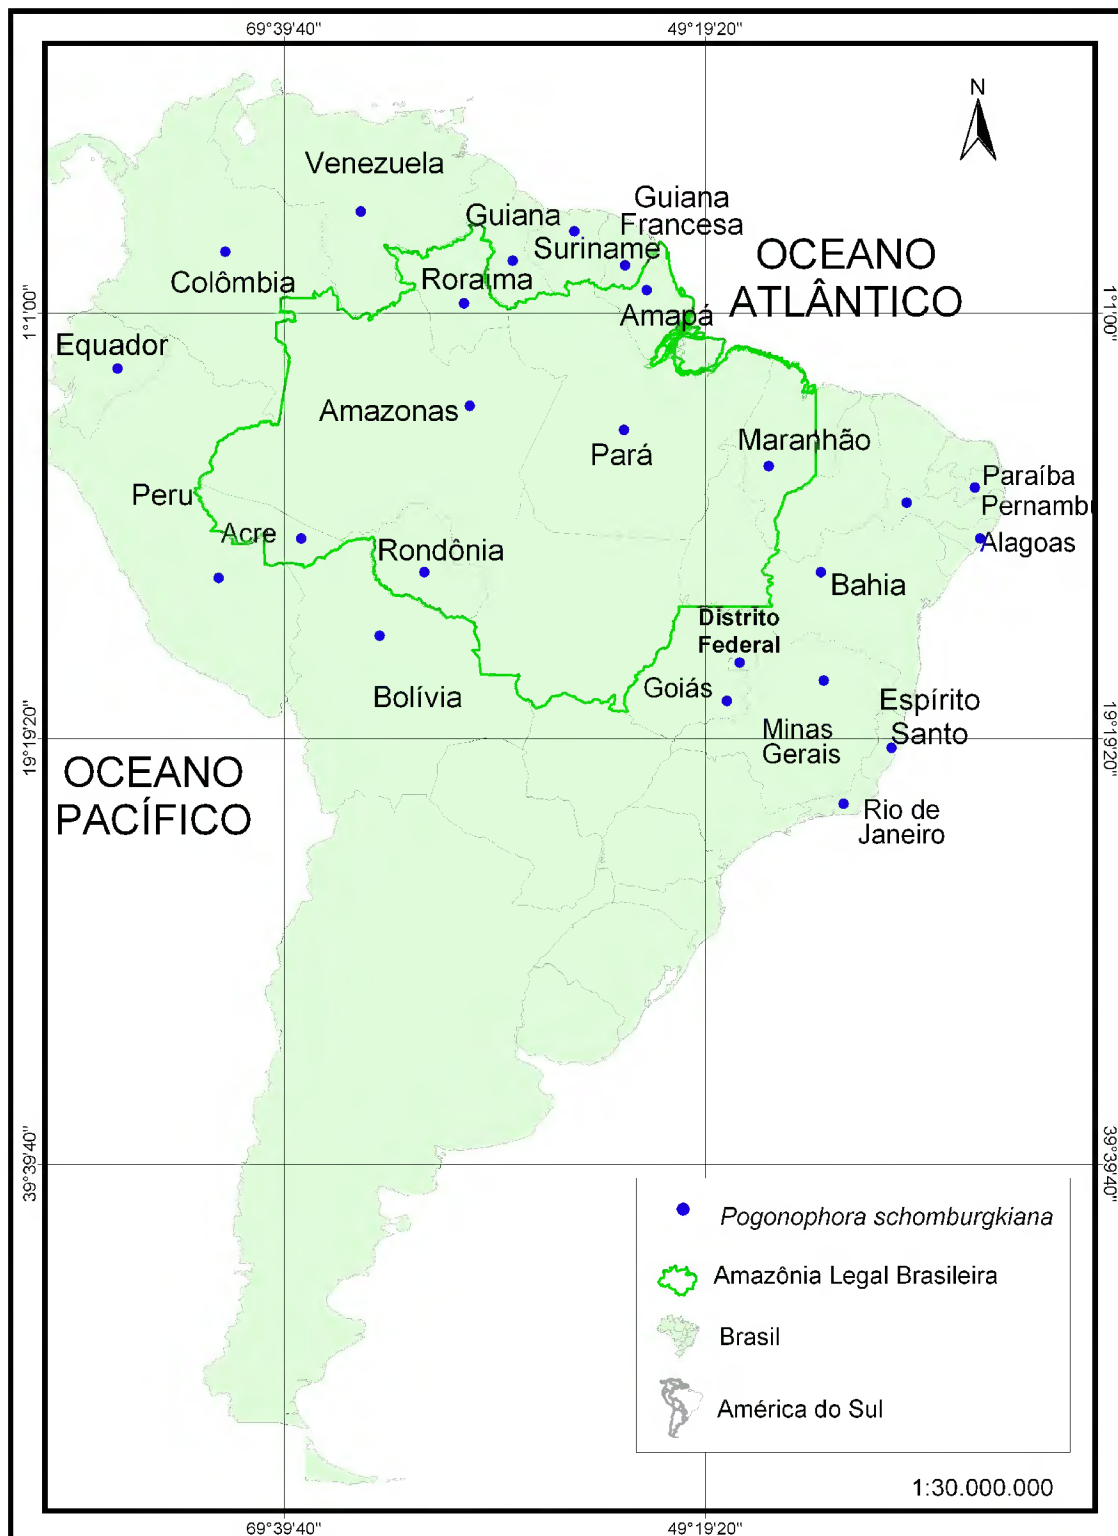 69°39'40"
49°19'20"
N
Venezuela
Guiana
Guiana
Francesa
Suriname
OCEANO
ATLÂNTICO
Colômbia
Roraima
1°1'00"
1°1'00"
Amapá
Equador
Amazonas
Pará
Maranhão
Peru
Paraíba
Pernambu
Acre
Rondônia
Alagoas
Bahia
Distrito
Federal
Goiás
Bolívia
Espírito
Santo
Minas
Gerais
19°19'20"
19°19'20"
OCEANO
PACÍFICO
Rio de
Janeiro
39°39'40"
39°39'40"
Pogonophora schomburgkiana
Amazônia Legal Brasileira
Brasil
América do Sul
1:30.000.000
69°39'40"
49°19'20"